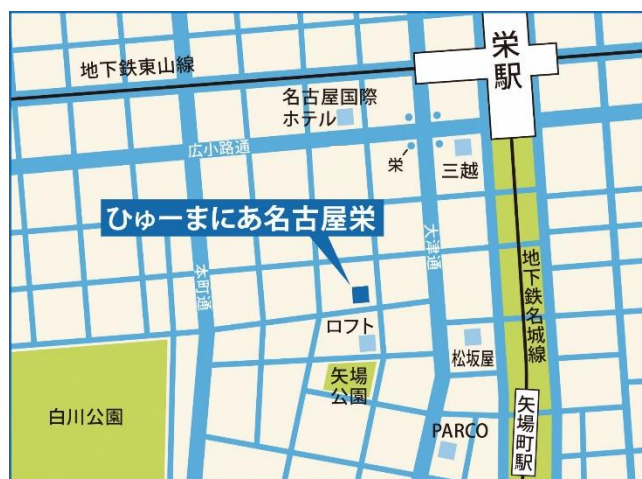 栄駅
地下鉄東山線
名古屋国際
ホテル
広小路通
栄
三越
ひゅーまにあ名古屋栄
大津通
本町通
地下鉄名城線
ロフト
松坂屋
矢場
公園
白川公園
PARCO
矢場町駅